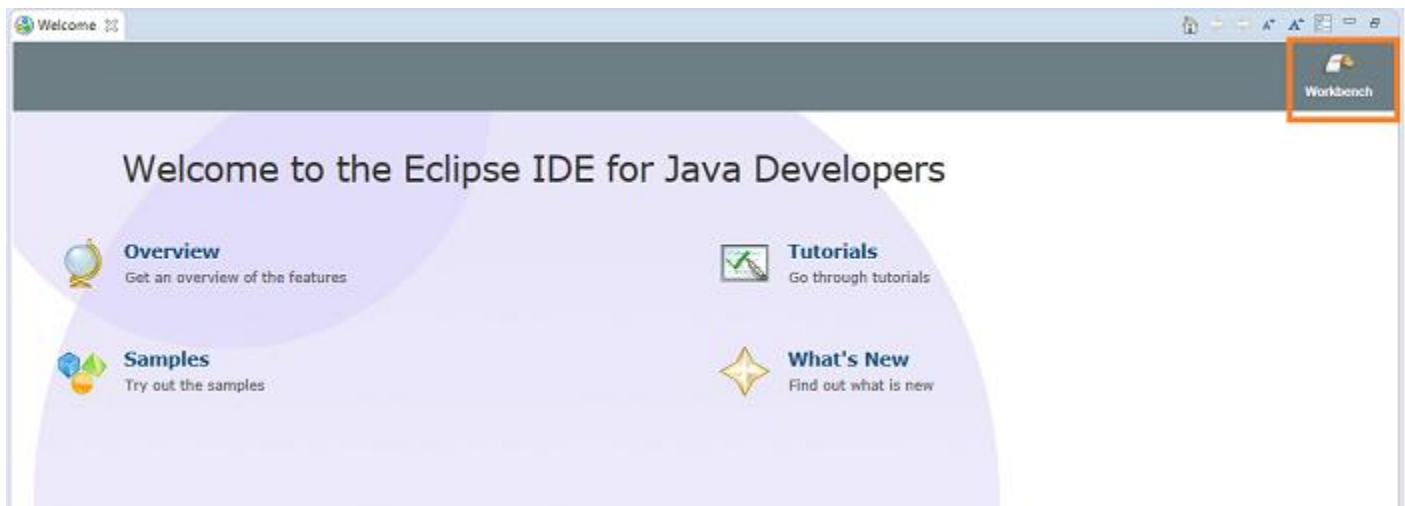 Welcome
Workbench
Welcome to the Eclipse IDE for Java Developers
Overview
Get an overview of the features
Tutorials
Go through tutorials
Samples
Try out the samples
What's New
Find out what is new